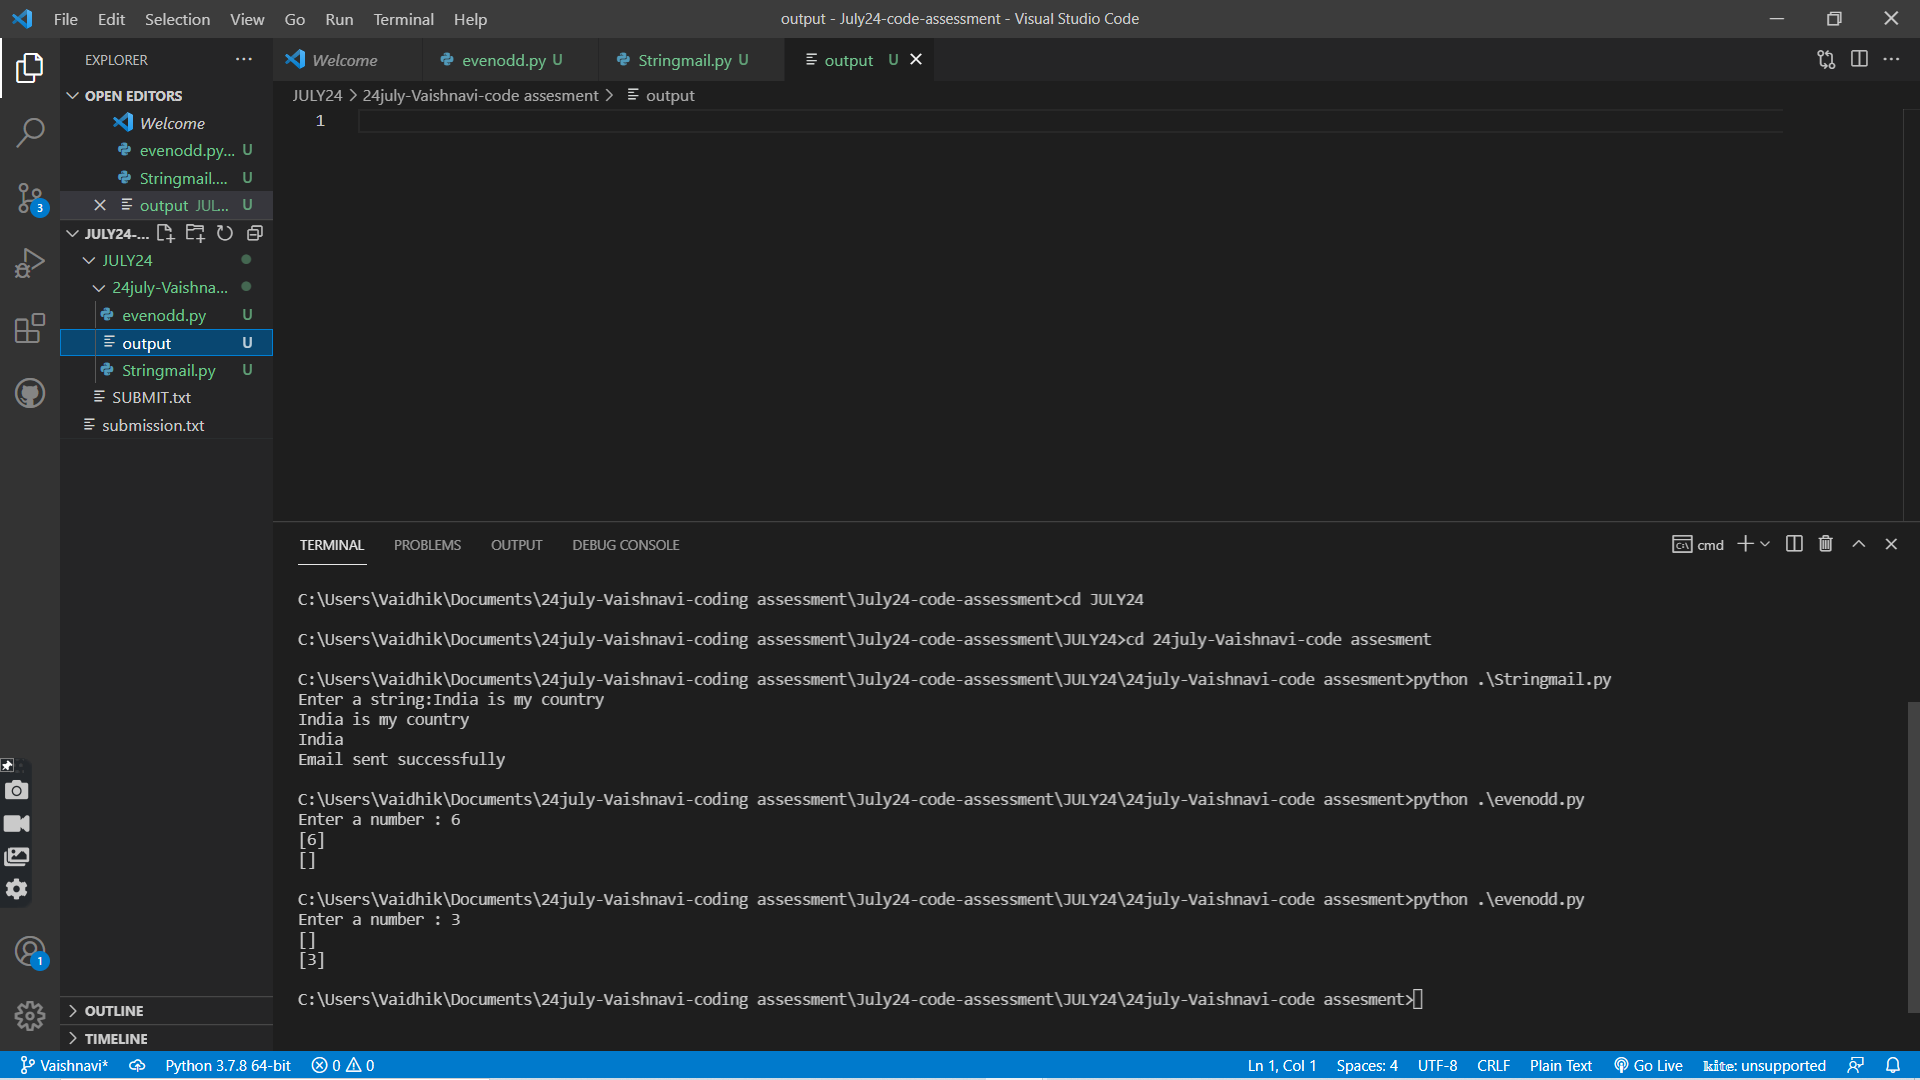 File Edit Selection View Go Run Terminal Help
output - July24-code-assessment - Visual Studio Code
EXPLORER
OPEN EDITORS
Welcome
evenodd.py... U
Stringmail.... U
output JUL... U
JULY24-...
JULY24
24july-Vaishna...
evenodd.py U
output U
Stringmail.py U
SUBMIT.txt
submission.txt
OUTLINE
TIMELINE
3
1
Welcome evenodd.py U Stringmail.py U output U
JULY24 > 24july-Vaishnavi-code assesment > output
1
TERMINAL PROBLEMS OUTPUT DEBUG CONSOLE
cmd
C:\Users\Vaidhik\Documents\24july-Vaishnavi-coding assessment\July24-code-assessment>cd JULY24
C:\Users\Vaidhik\Documents\24july-Vaishnavi-coding assessment\July24-code-assessment\JULY24>cd 24july-Vaishnavi-code assesment
C:\Users\Vaidhik\Documents\24july-Vaishnavi-coding assessment\July24-code-assessment\JULY24\24july-Vaishnavi-code assesment>python .\Stringmail.py
Enter a string:India is my country
India is my country
India
Email sent successfully
C:\Users\Vaidhik\Documents\24july-Vaishnavi-coding assessment\July24-code-assessment\JULY24\24july-Vaishnavi-code assesment>python .\evenodd.py
Enter a number : 6
[6]
[]
C:\Users\Vaidhik\Documents\24july-Vaishnavi-coding assessment\July24-code-assessment\JULY24\24july-Vaishnavi-code assesment>python .\evenodd.py
Enter a number : 3
[]
[3]
C:\Users\Vaidhik\Documents\24july-Vaishnavi-coding assessment\July24-code-assessment\JULY24\24july-Vaishnavi-code assesment>
Vaishnavi* Python 3.7.8 64-bit 0 0 Ln 1, Col 1 Spaces: 4 UTF-8 CRLF Plain Text Go Live kite: unsupported